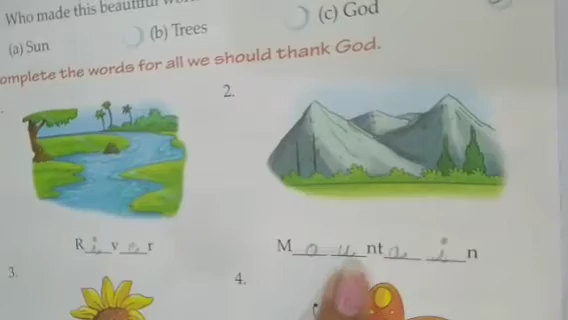 Who made this beautiful
(a) Sun
(b) Trees
(c) God
omplete the words for all we should thank God.
2.
R i v e r
M o u nt a i n
3.
4.